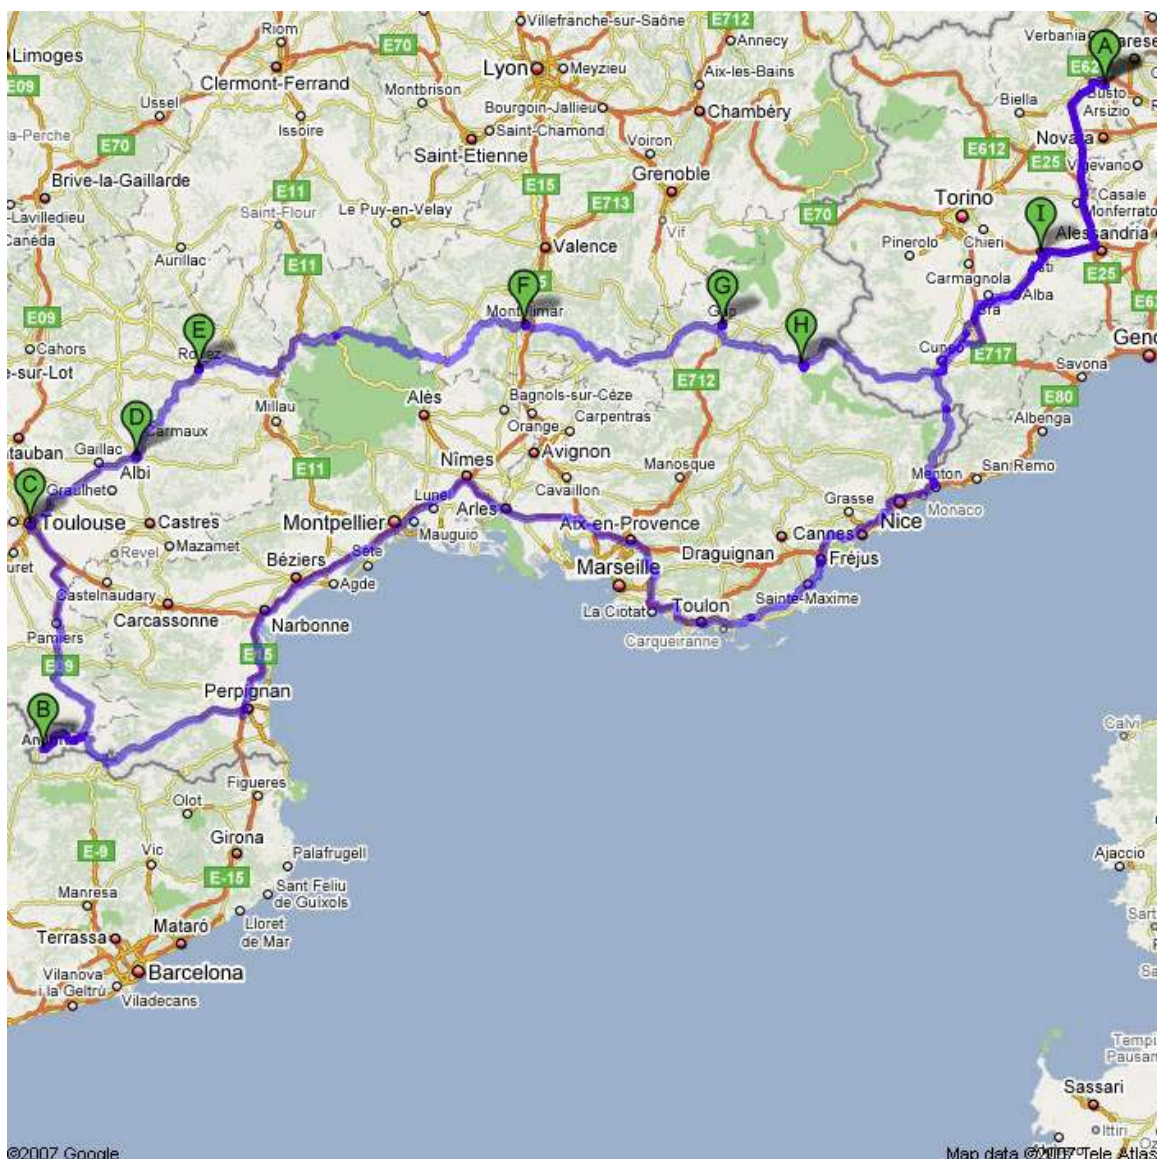 Villefranche-sur-Saône
E712
Verbania
A
Riom
E70
Annecy
E62
Limoges
Lyon
Meyzieu
Clermont-Ferrand
Aix-les-Bains
Busto
Arsizio
E09
Ussel
Montbrison
Bourgoin-Jallieu
Chambéry
Biella
Issoire
Saint-Chamond
E70
Voiron
Novara
Saint-Etienne
E612
E25
Vigevano
Brive-la-Gaillarde
E11
E15
Grenoble
E713
Torino
Casale
Monferrato
Saint-Flour
Le Puy-en-Velay
E70
I
Vif
Chieri
Alessandria
Aurillac
Valence
Pinerolo
E11
Carmagnola
E25
F
G
Alba
E09
E
H
Cahors
Cuneo
E717
Savona
E712
Millau
Alès
Bagnols-sur-Cèze
E80
D
Carmaux
Orange
Carpentras
Albenga
Gaillac
Avignon
Albi
E11
Nîmes
Manosque
Menton
San Remo
C
Graulhet
Lunel
Cavaillon
Grasse
Monaco
Toulouse
Castres
Montpellier
Arles
Aix-en-Provence
Nice
Mazamet
Mauguio
Cannes
Revel
Draguignan
Fréjus
Béziers
Sète
Marseille
Castelnaudary
Agde
Sainte-Maxime
Carcassonne
Narbonne
La Ciotat
Toulon
Pamiers
Carqueiranne
E09
E15
Perpignan
B
Calvi
Figueres
Olot
Girona
E-9
Vic
Palafrugell
Ajaccio
E-15
Manresa
Sant Feliu
de Guíxols
Lloret
de Mar
Terrassa
Mataró
Vilanova
i la Geltrú
Barcelona
Viladecans
Sassari
Ittiri
©2007 Google
Map data ©2007 Tele Atlas